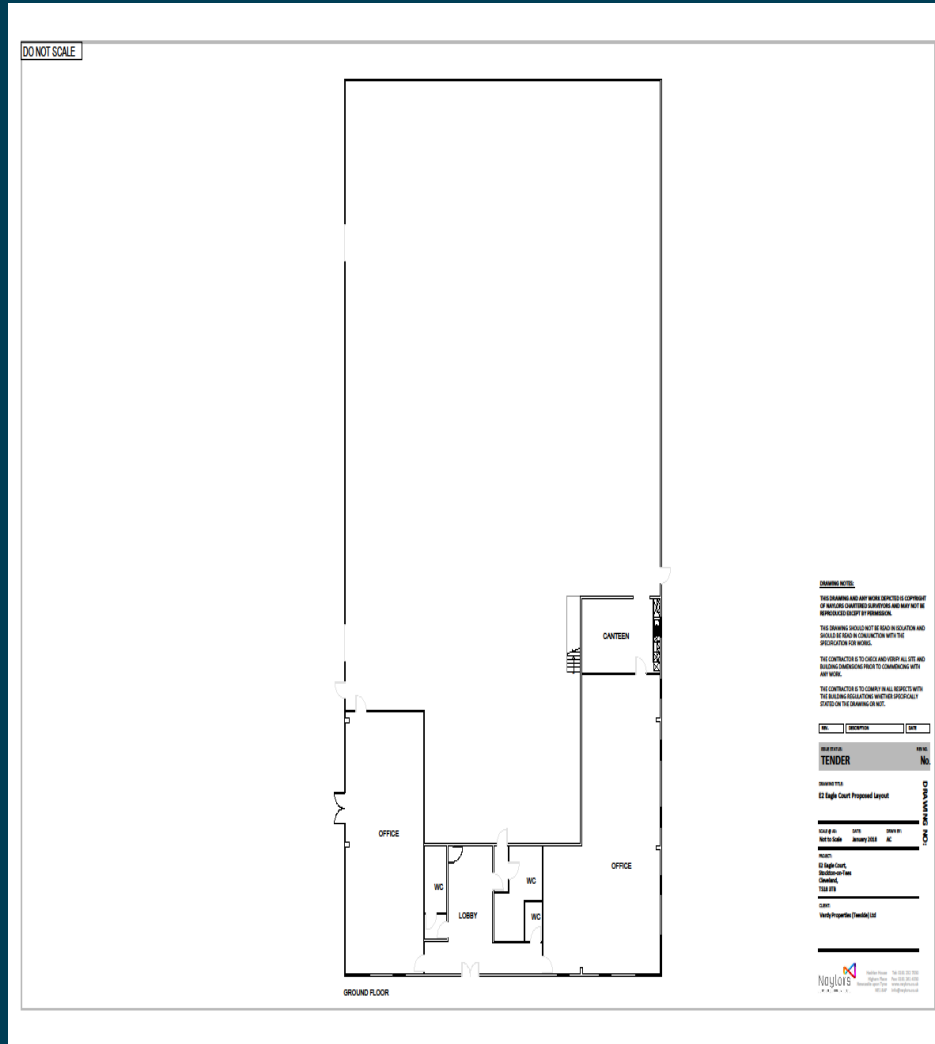 DO NOT SCALE
CANTEEN
OFFICE
OFFICE
WC
WC
LOBBY
WC
GROUND FLOOR
DRAWING NOTES:
THIS DRAWING AND ANY WORK DEPICTED IS COPYRIGHT
OF NAYLORS CHARTERED SURVEYORS AND MAY NOT BE
REPRODUCED EXCEPT BY PERMISSION.
THIS DRAWING SHOULD NOT BE READ IN ISOLATION AND
SHOULD BE READ IN CONJUNCTION WITH THE
SPECIFICATION FOR WORKS.
THE CONTRACTOR IS TO CHECK AND VERIFY ALL SITE AND
BUILDING DIMENSIONS PRIOR TO COMMENCING WITH
ANY WORK.
THE CONTRACTOR IS TO COMPLY IN ALL RESPECTS WITH
THE BUILDING REGULATIONS WHETHER SPECIFICALLY
STATED ON THE DRAWING OR NOT.
REV. DESCRIPTION DATE
ISSUE STATUS:
TENDER No.
DRAWING NO:
DRAWING TITLE:
E2 Eagle Court Proposed Layout
SCALE @ A3: DATE: DRAWN BY:
Not to Scale January 2018 AC
PROJECT:
E2 Eagle Court,
Stockton-on-Tees
Cleveland,
CLIENT:
Vardy Properties (Teeside) Ltd
Naylors